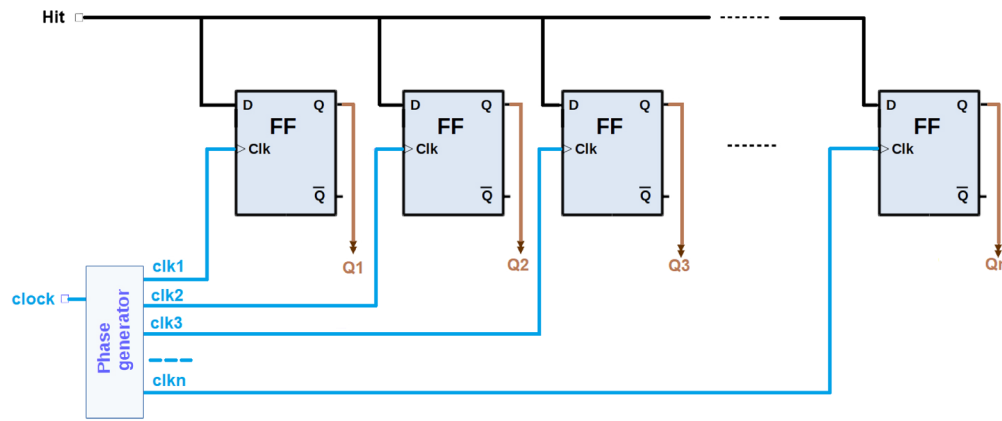 Hit
D Q
FF
Clk
Q
D Q
FF
Clk
Q
D Q
FF
Clk
Q
D Q
FF
Clk
Q
Q1
Q2
Q3
clock
Phase
generator
clk1
clk2
clk3
clkn